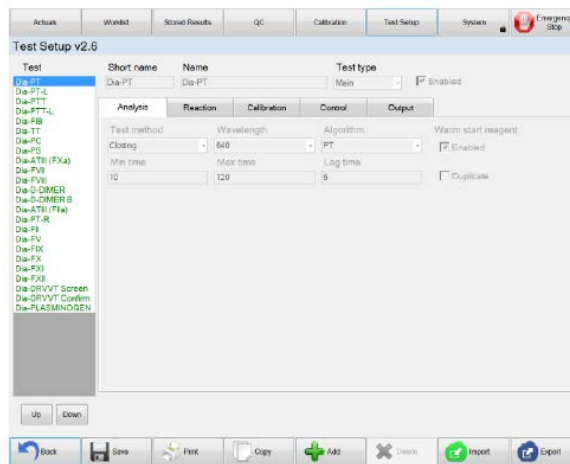 Actuals Worklist Stored Results QC Calibration Test Setup System Emergency Stop
Test Setup v2.6
Test Short name Name Test type
Dia-PT Dia-PT Dia-PT Main Enabled
Dia-PT-L
Dia-PTT
Dia-PTT-L
Dia-FIB
Dia-TT
Dia-PC
Dia-PS
Dia-ATIII (FXa)
Dia-FVII
Dia-FVIII
Dia-D-DIMER
Dia-D-DIMER B
Dia-ATIII (FIIa)
Dia-PT-R
Dia-FII
Dia-FV
Dia-FIX
Dia-FX
Dia-FXI
Dia-FXII
Dia-DRVVT Screen
Dia-DRVVT Confirm
Dia-PLASMINOGEN
Analysis Reaction Calibration Control Output
Test method Wavelength Algorithm Warm start reagent
Clotting 640 PT Enabled
Min time Max time Lag time
10 120 6 Duplicate
Up Down
Back Save Print Copy Add Delete Import Export